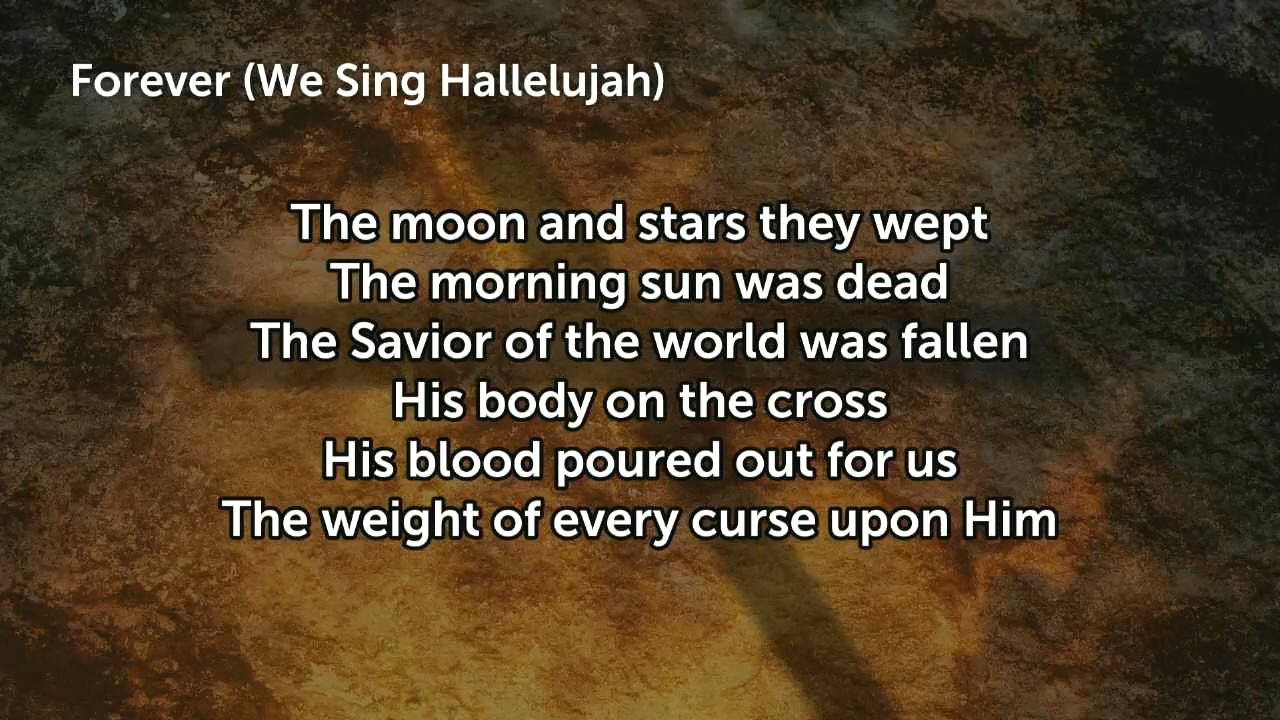 Forever (We Sing Hallelujah)
The moon and stars they wept
The morning sun was dead
The Savior of the world was fallen
His body on the cross
His blood poured out for us
The weight of every curse upon Him